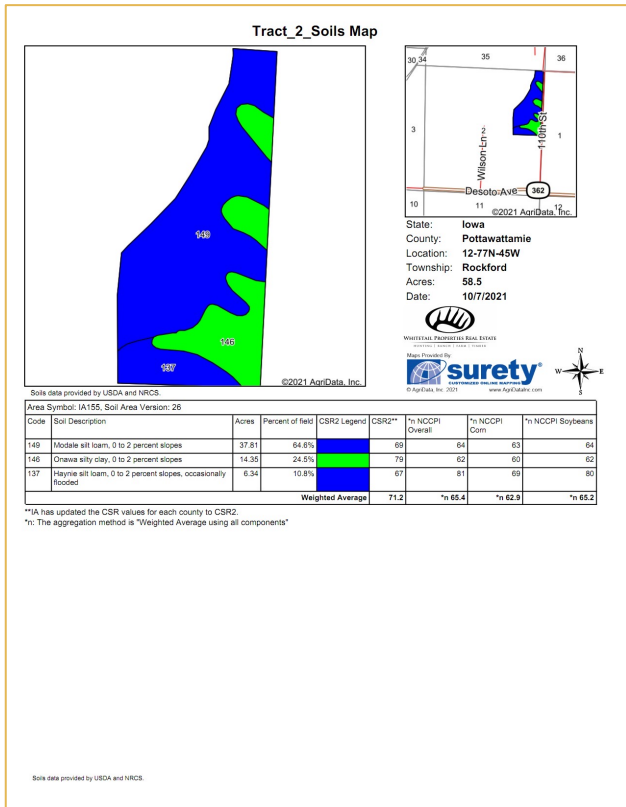 Tract_2_Soils Map
149
146
137
©2021 AgriData, Inc.
Soils data provided by USDA and NRCS.
30 34 35 36
3 2 1
Wilson Ln
110th St
Desoto Ave 362
10 11 12
©2021 AgriData, Inc.
State: Iowa
County: Pottawattamie
Location: 12-77N-45W
Township: Rockford
Acres: 58.5
Date: 10/7/2021
WHITETAIL PROPERTIES REAL ESTATE
HUNTING | RANCH | FARM | TIMBER
Maps Provided By
surety®
CUSTOMIZED ONLINE MAPPING
© AgriData, Inc. 2021 www.AgriDataInc.com
N
W E
S
Area Symbol: IA155, Soil Area Version: 26
Code Soil Description Acres Percent of field CSR2 Legend CSR2** *n NCCPI Overall *n NCCPI Corn *n NCCPI Soybeans
149 Modale silt loam, 0 to 2 percent slopes 37.81 64.6% 69 64 63 64
146 Onawa silty clay, 0 to 2 percent slopes 14.35 24.5% 79 62 60 62
137 Haynie silt loam, 0 to 2 percent slopes, occasionally flooded 6.34 10.8% 67 81 69 80
Weighted Average 71.2 *n 65.4 *n 62.9 *n 65.2
**IA has updated the CSR values for each county to CSR2.
*n: The aggregation method is "Weighted Average using all components"
Soils data provided by USDA and NRCS.